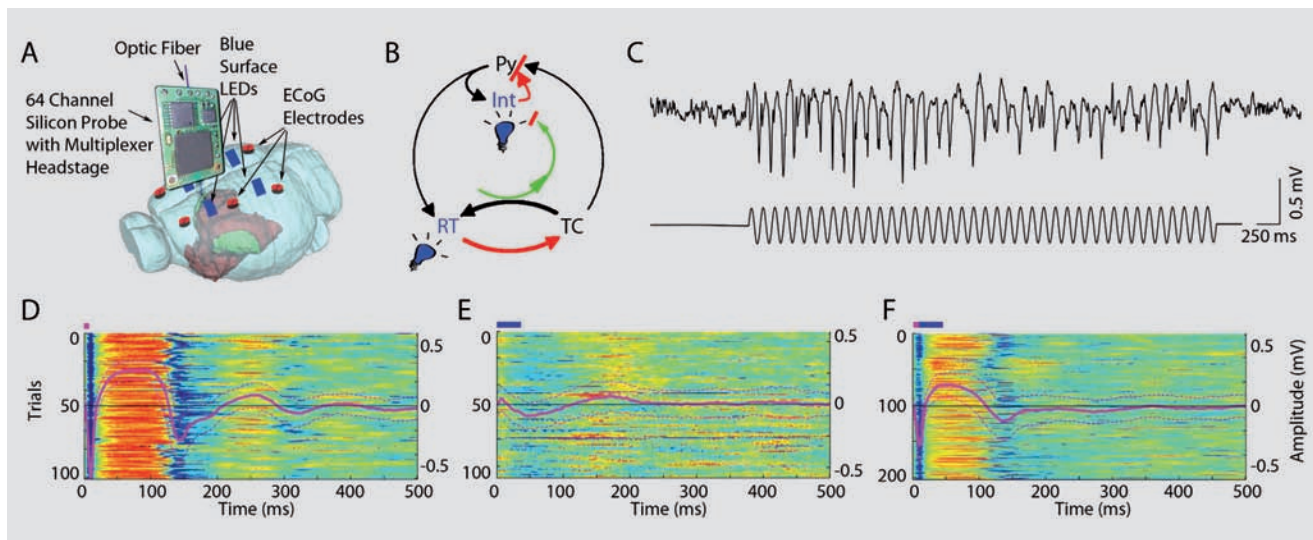 A
Optic Fiber
Blue
Surface
LEDs
64 Channel
Silicon Probe
with Multiplexer
Headstage
ECoG
Electrodes
B
Py
Int
RT
TC
C
0.5 mV
250 ms
D
0
50
100
Trials
0.5
0
-0.5
0 100 200 300 400 500
Time (ms)
E
0
50
100
0.5
0
-0.5
0 100 200 300 400 500
Time (ms)
F
0
100
200
0.5
0
-0.5
Amplitude (mV)
0 100 200 300 400 500
Time (ms)